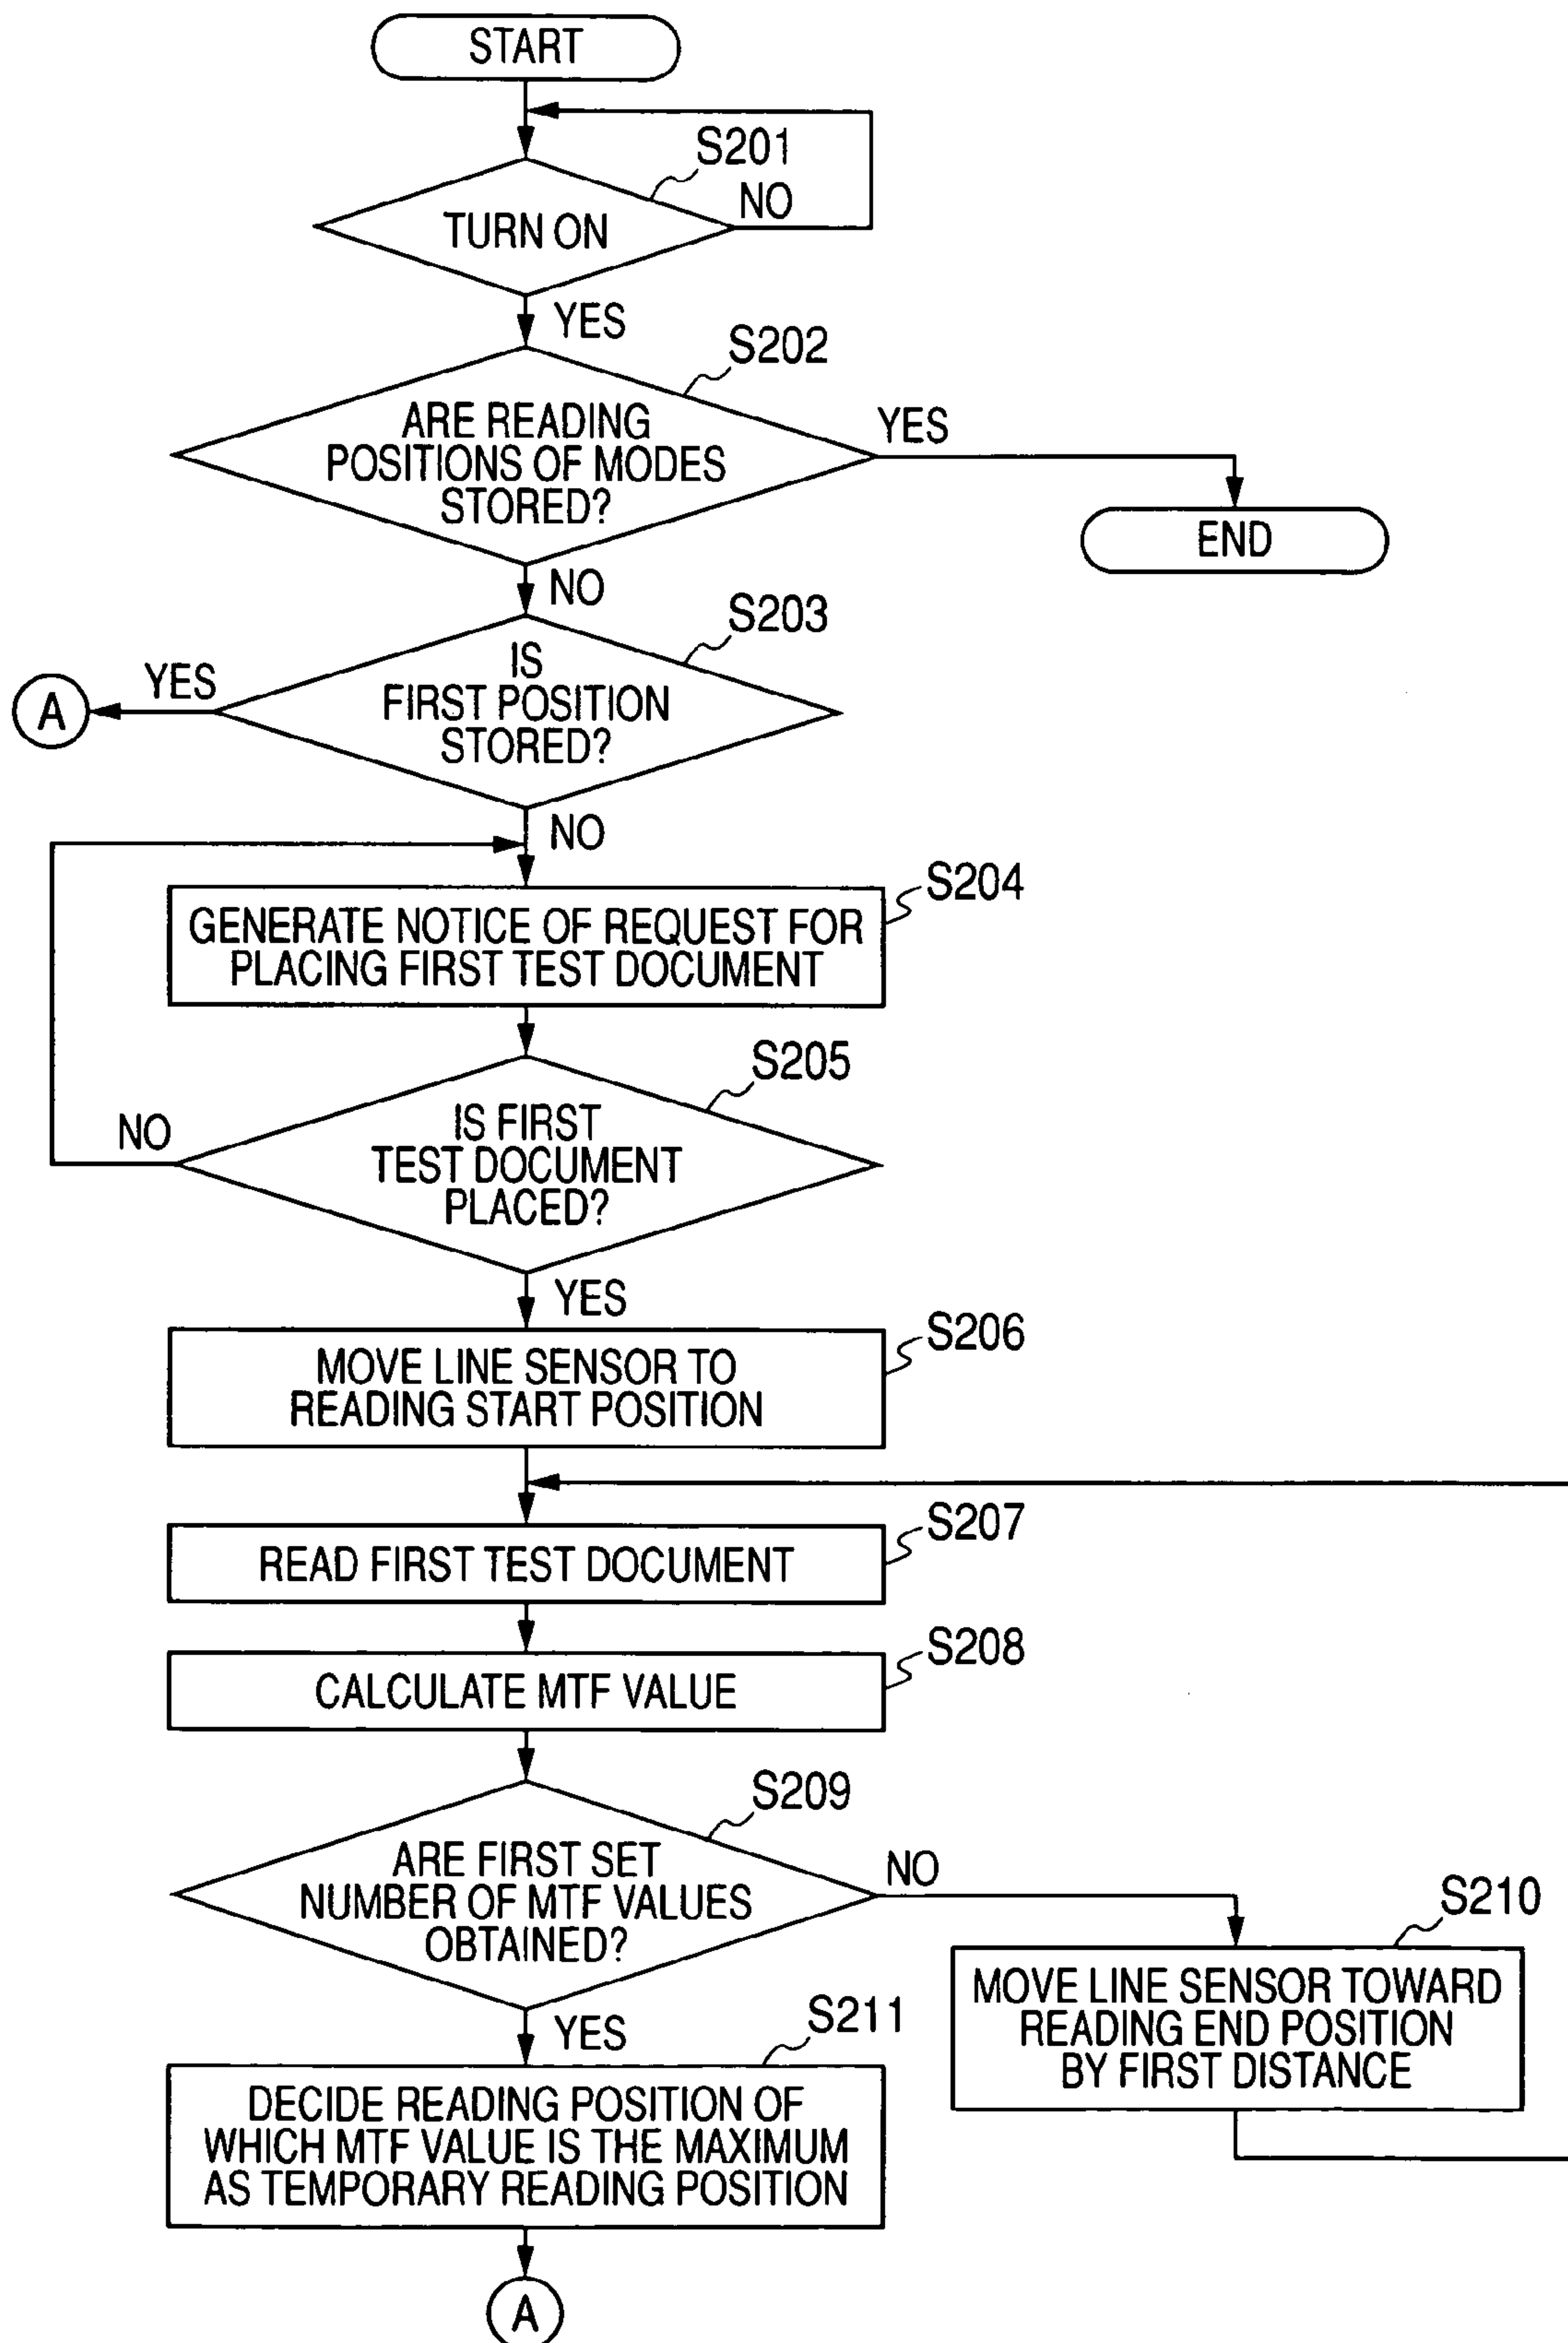 START
S201
NO
TURN ON
YES
S202
ARE READING
POSITIONS OF MODES
STORED?
YES
END
NO
S203
IS
FIRST POSITION
STORED?
YES
A
NO
S204
GENERATE NOTICE OF REQUEST FOR
PLACING FIRST TEST DOCUMENT
S205
IS FIRST
TEST DOCUMENT
PLACED?
NO
YES
S206
MOVE LINE SENSOR TO
READING START POSITION
S207
READ FIRST TEST DOCUMENT
S208
CALCULATE MTF VALUE
S209
ARE FIRST SET
NUMBER OF MTF VALUES
OBTAINED?
NO
S210
MOVE LINE SENSOR TOWARD
READING END POSITION
BY FIRST DISTANCE
YES
S211
DECIDE READING POSITION OF
WHICH MTF VALUE IS THE MAXIMUM
AS TEMPORARY READING POSITION
A